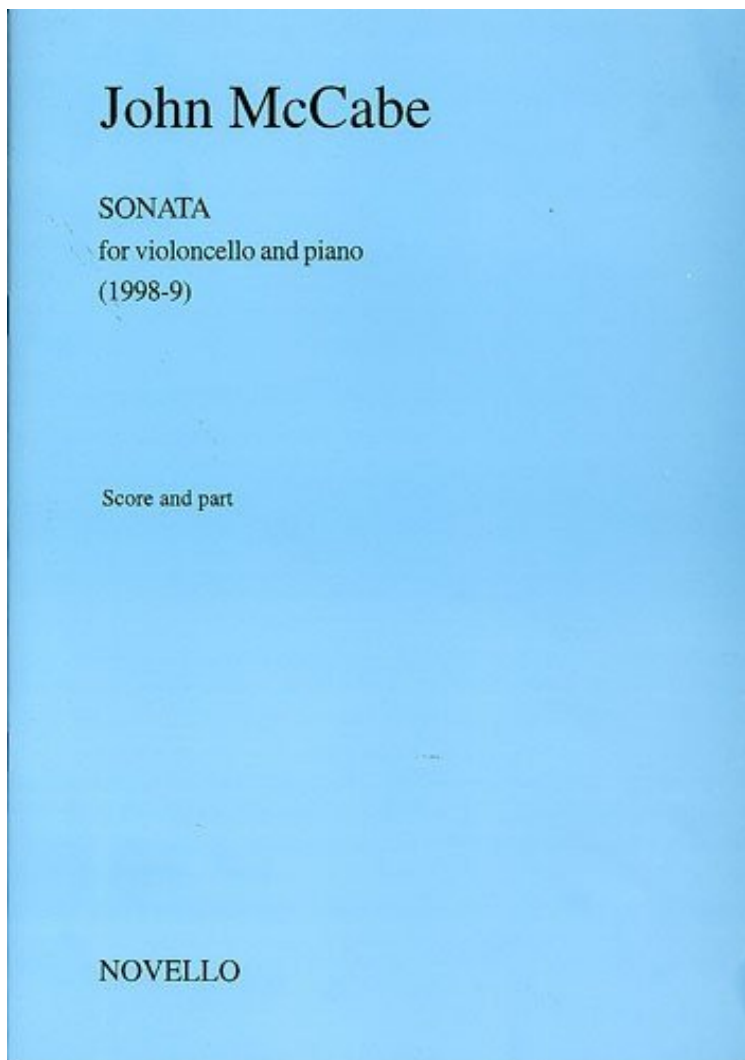 John McCabe
SONATA
for violoncello and piano
(1998-9)
Score and part
NOVELLO